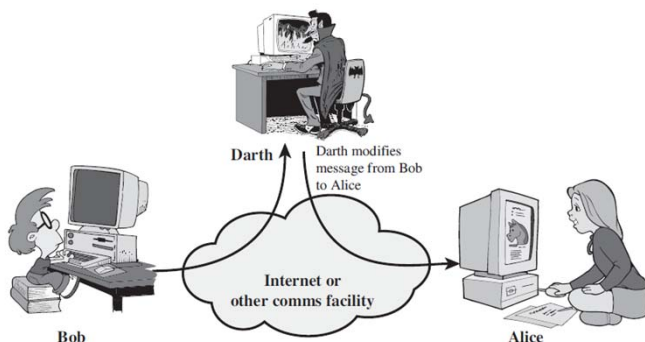 Darth
Darth modifies
message from Bob
to Alice
Internet or
other comms facility
Bob
Alice